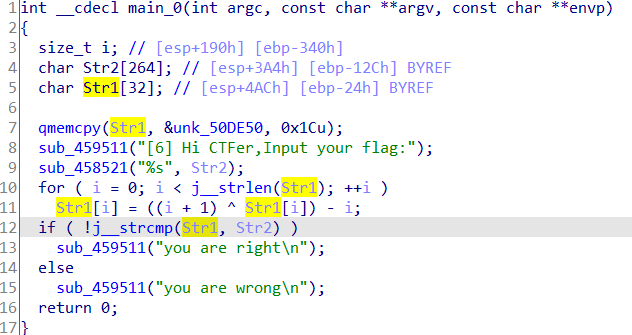 1 int __cdecl main_0(int argc, const char **argv, const char **envp)
2 {
3   size_t i; // [esp+190h] [ebp-340h]
4   char Str2[264]; // [esp+3A4h] [ebp-12Ch] BYREF
5   char Str1[32]; // [esp+4ACh] [ebp-24h] BYREF
6
7   qmemcpy(Str1, &unk_50DE50, 0x1Cu);
8   sub_459511("[6] Hi CTFer,Input your flag:");
9   sub_458521("%s", Str2);
10   for ( i = 0; i < j__strlen(Str1); ++i )
11     Str1[i] = ((i + 1) ^ Str1[i]) - i;
12   if ( !j__strcmp(Str1, Str2) )
13     sub_459511("you are right\n");
14   else
15     sub_459511("you are wrong\n");
16   return 0;
17 }